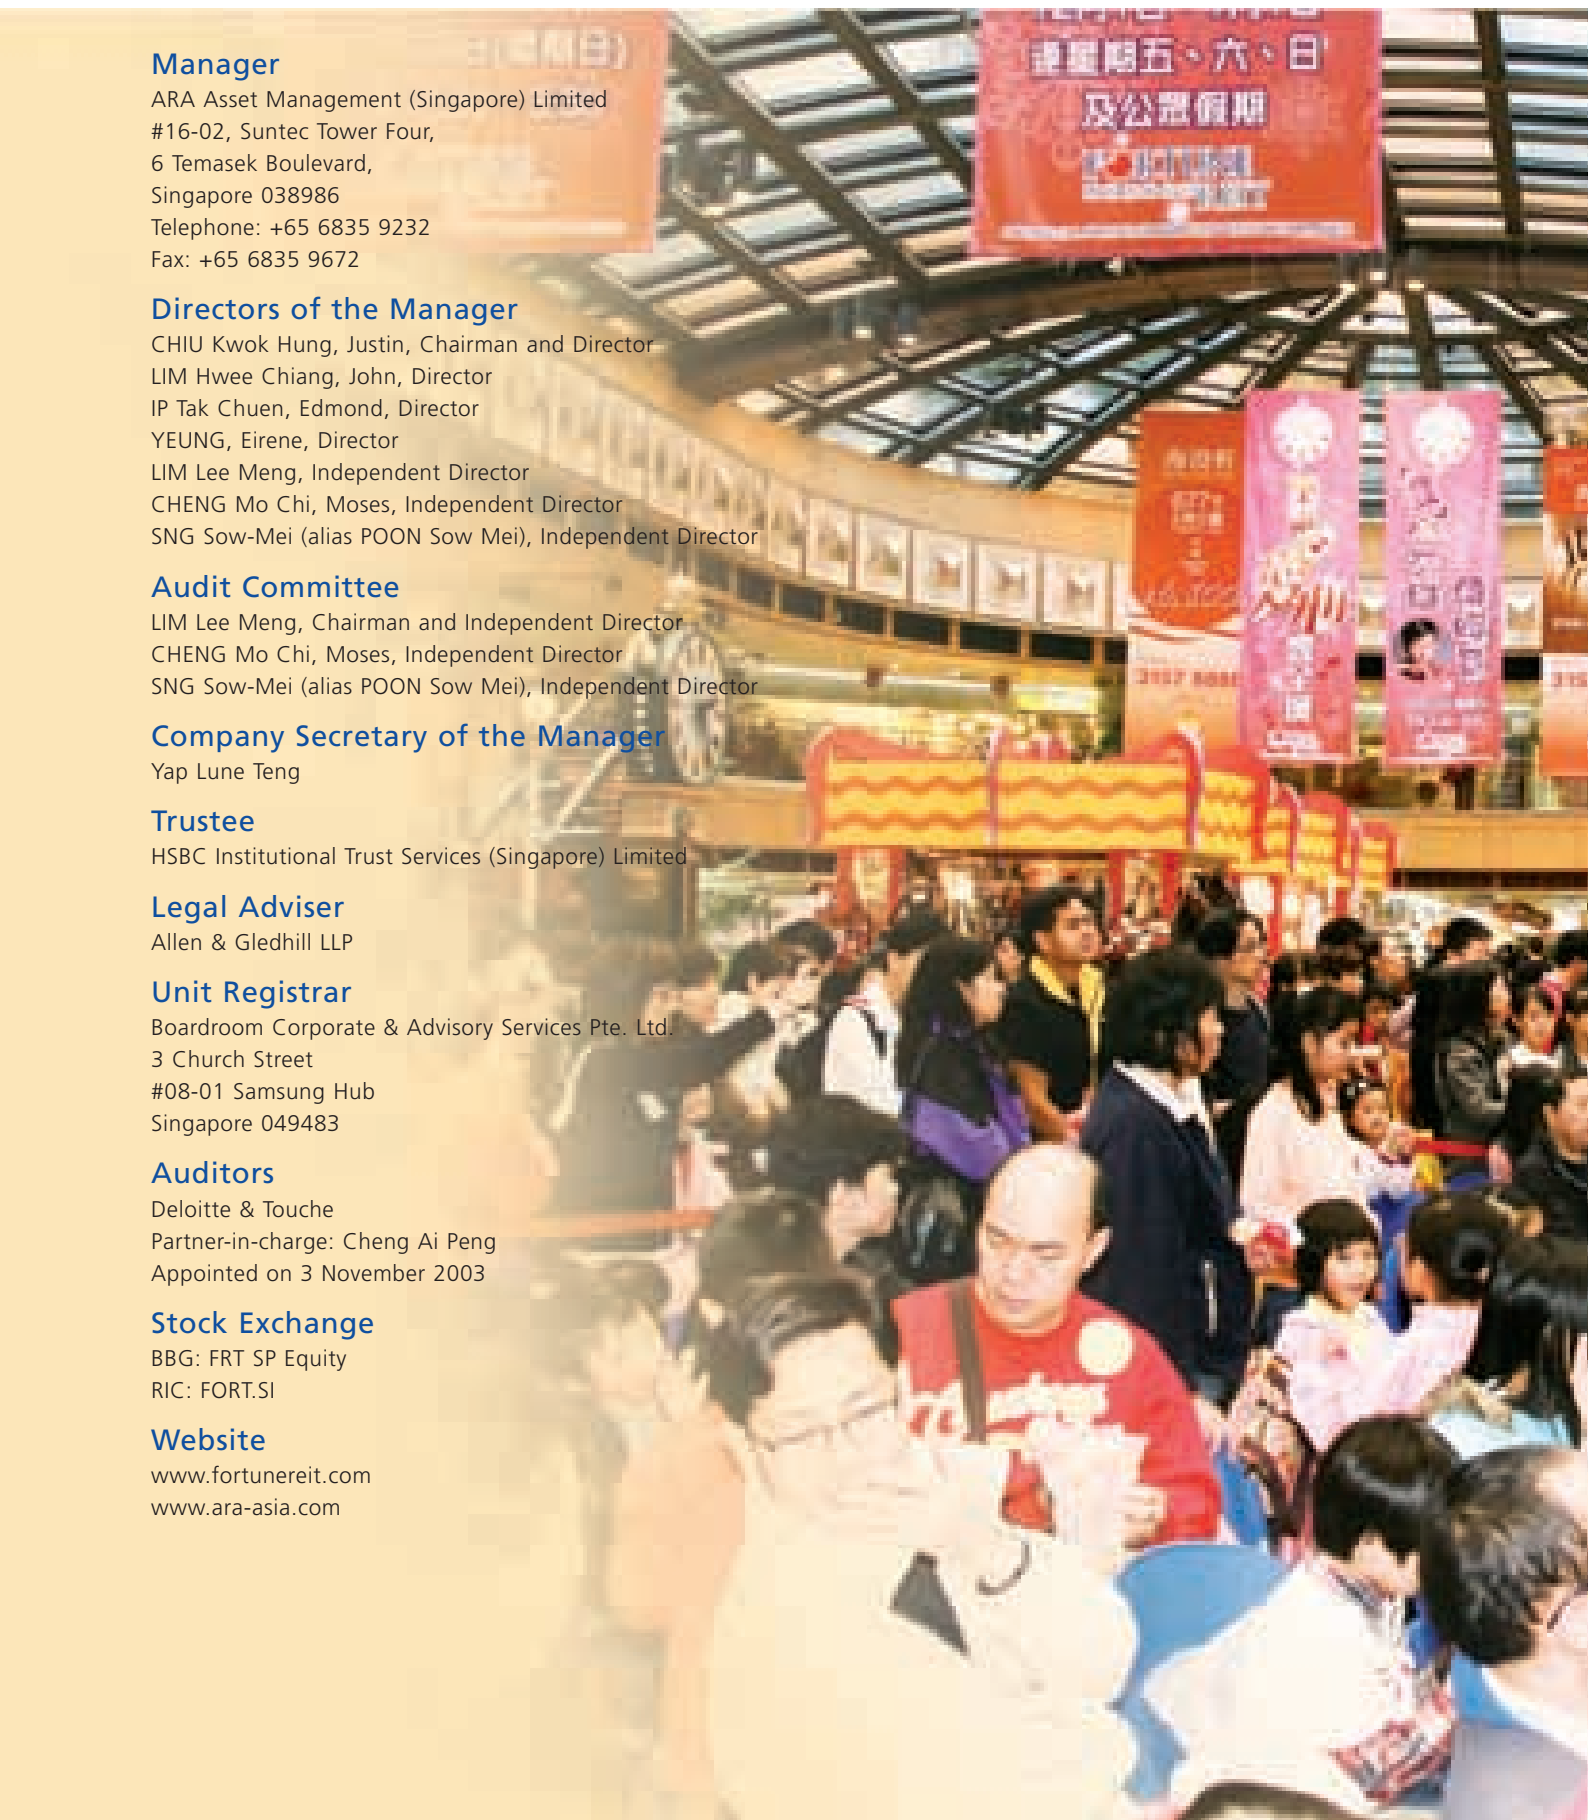 Manager
ARA Asset Management (Singapore) Limited
#16-02, Suntec Tower Four,
6 Temasek Boulevard,
Singapore 038986
Telephone: +65 6835 9232
Fax: +65 6835 9672
Directors of the Manager
CHIU Kwok Hung, Justin, Chairman and Director
LIM Hwee Chiang, John, Director
IP Tak Chuen, Edmond, Director
YEUNG, Eirene, Director
LIM Lee Meng, Independent Director
CHENG Mo Chi, Moses, Independent Director
SNG Sow-Mei (alias POON Sow Mei), Independent Director
Audit Committee
LIM Lee Meng, Chairman and Independent Director
CHENG Mo Chi, Moses, Independent Director
SNG Sow-Mei (alias POON Sow Mei), Independent Director
Company Secretary of the Manager
Yap Lune Teng
Trustee
HSBC Institutional Trust Services (Singapore) Limited
Legal Adviser
Allen & Gledhill LLP
Unit Registrar
Boardroom Corporate & Advisory Services Pte. Ltd.
3 Church Street
#08-01 Samsung Hub
Singapore 049483
Auditors
Deloitte & Touche
Partner-in-charge: Cheng Ai Peng
Appointed on 3 November 2003
Stock Exchange
BBG: FRT SP Equity
RIC: FORT.SI
Website
www.fortunereit.com
www.ara-asia.com
逢星期五、六、日
及公眾假期